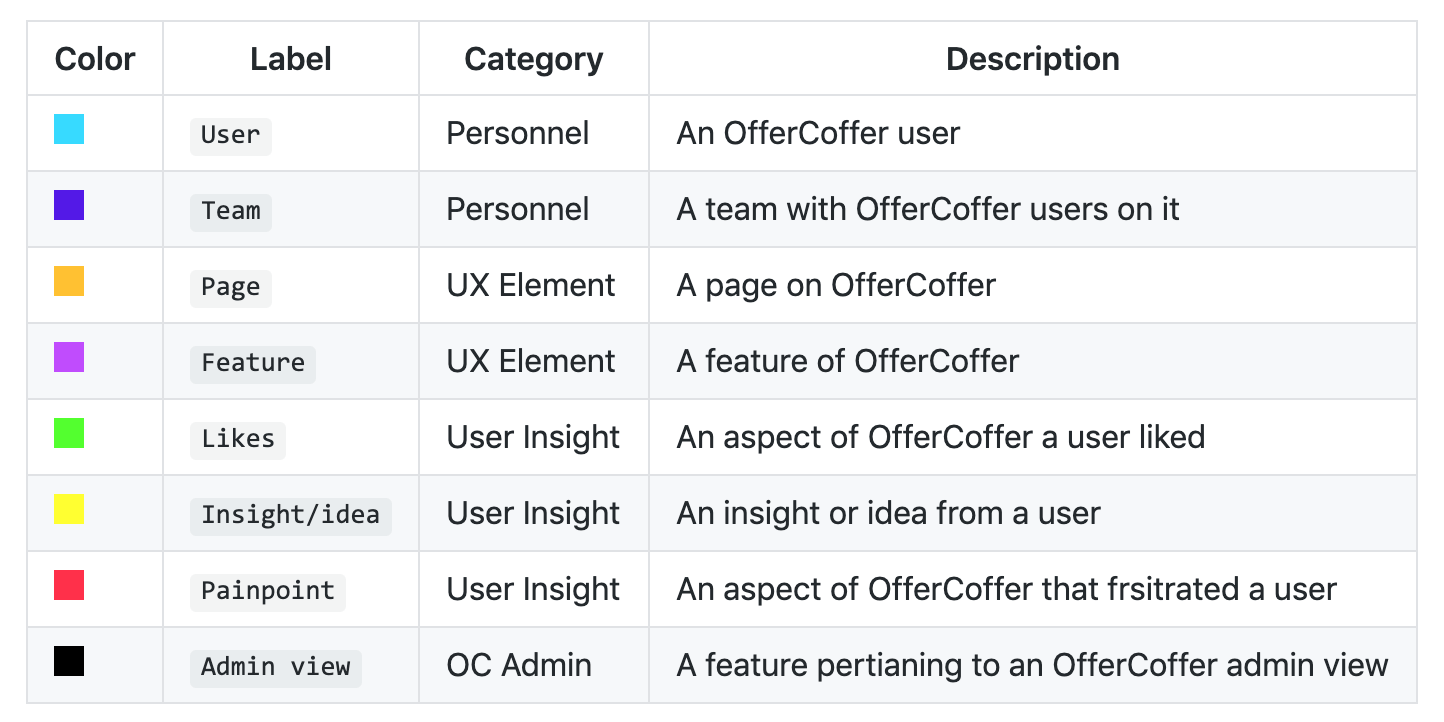 Color Label Category Description
User Personnel An OfferCoffer user
Team Personnel A team with OfferCoffer users on it
Page UX Element A page on OfferCoffer
Feature UX Element A feature of OfferCoffer
Likes User Insight An aspect of OfferCoffer a user liked
Insight/idea User Insight An insight or idea from a user
Painpoint User Insight An aspect of OfferCoffer that frsitrated a user
Admin view OC Admin A feature pertianing to an OfferCoffer admin view